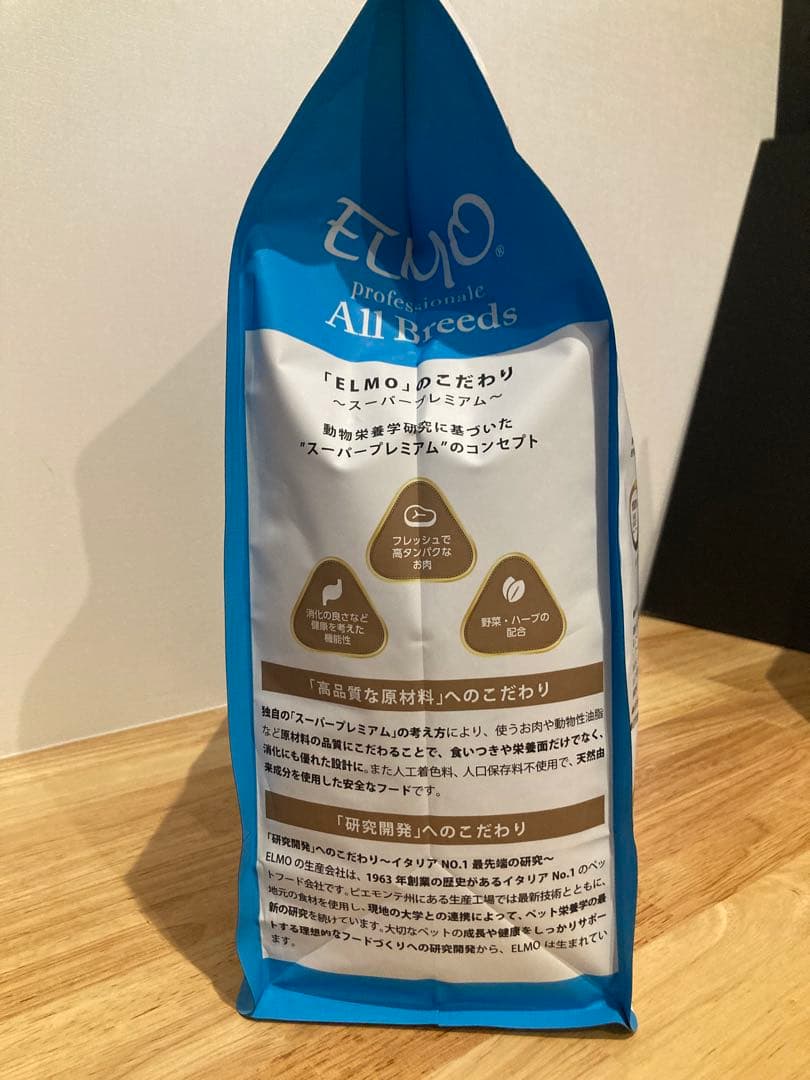 ELMO®
professionale
All Breeds
「ELMO」のこだわり
～スーパープレミアム～
動物栄養学研究に基づいた
"スーパープレミアム"のコンセプト
フレッシュで
高タンパクな
お肉
消化の良さなど
健康を考えた
機能性
野菜・ハーブの
配合
「高品質な原材料」へのこだわり
独自の「スーパープレミアム」の考え方により、使うお肉や動物性油脂
など原材料の品質にこだわることで、食いつきや栄養面だけでなく、
消化にも優れた設計に。また人工着色料、人口保存料不使用で、天然由
来成分を使用した安全なフードです。
「研究開発」へのこだわり
「研究開発」へのこだわり～イタリア NO.1 最先端の研究～
ELMO の生産会社は、1963 年創業の歴史があるイタリア No.1 のペッ
トフード会社です。ピエモンテ州にある生産工場では最新技術とともに、
地元の食材を使用し、現地の大学との連携によって、ペット栄養学の最
新の研究を続けています。大切なペットの成長や健康をしっかりサポー
トする理想的なフードづくりへの研究開発から、ELMO は生まれてい
ます。